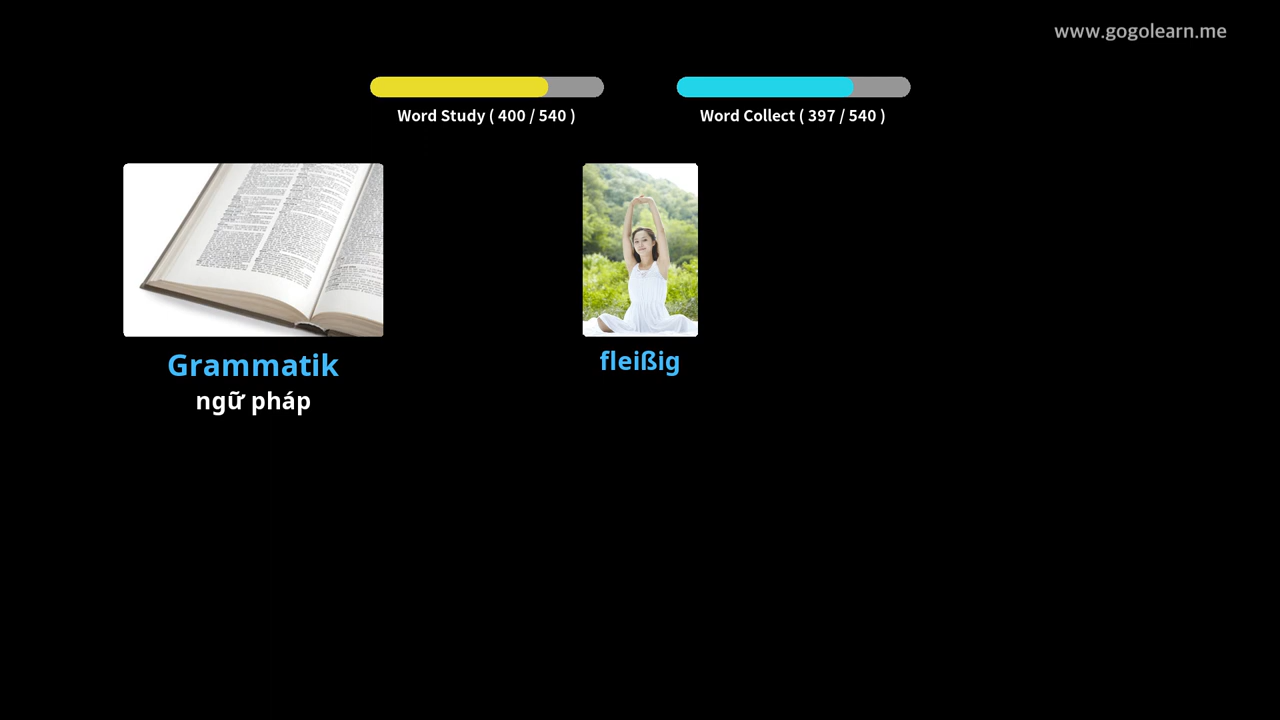 www.gogolearn.me
Word Study ( 400 / 540 )
Word Collect ( 397 / 540 )
Grammatik
ngữ pháp
fleißig